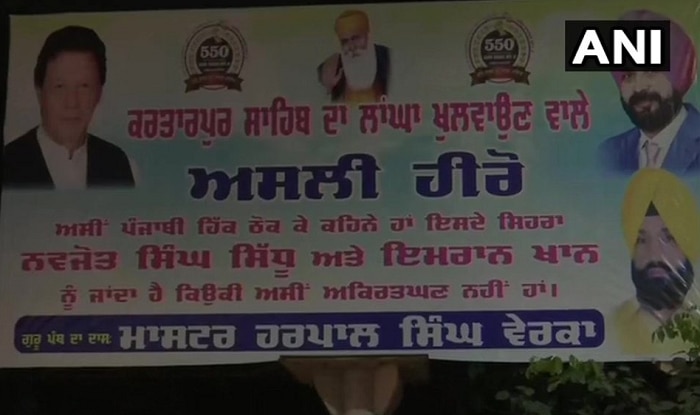 ANI
550
550
ਕਰਤਾਰਪੁਰ ਸਾਹਿਬ ਦਾ ਲਾਂਘਾ ਖੁਲਵਾਉਣ ਵਾਲੇ
ਅਸਲੀ ਹੀਰੋ
ਅਸੀਂ ਪੰਜਾਬੀ ਹਿੱਕ ਠੋਕ ਕੇ ਕਹਿਨੇ ਹਾਂ ਇਸਦੇ ਸਿਹਰਾ
ਨਵਜੋਤ ਸਿੰਘ ਸਿੱਧੂ ਅਤੇ ਇਮਰਾਨ ਖਾਨ
ਨੂੰ ਜਾਂਦਾ ਹੈ ਕਿਉਕੀ ਅਸੀਂ ਅਕਿਰਤਘਣ ਨਹੀਂ ਹਾਂ।
ਗੁਰੂ ਪੰਥ ਦਾ ਦਾਸ: ਮਾਸਟਰ ਹਰਪਾਲ ਸਿੰਘ ਵੇਰਕਾ